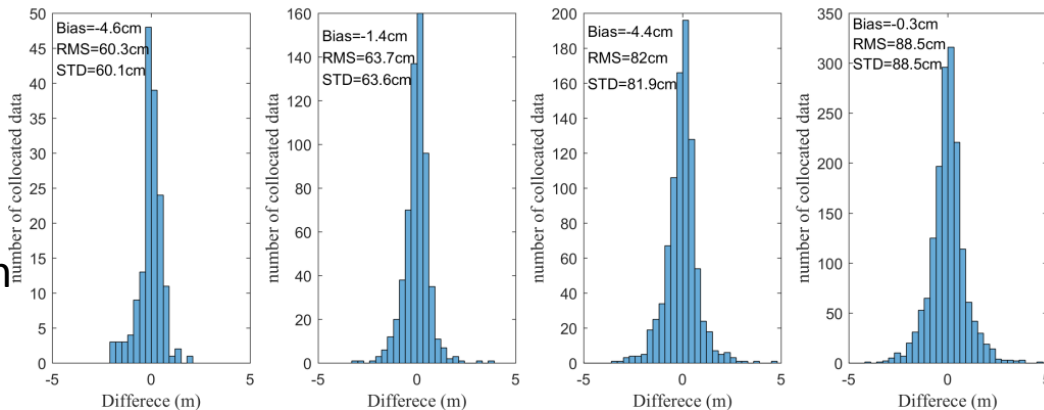 Bias=-4.6cm
RMS=60.3cm
STD=60.1cm
50
45
40
35
30
25
20
15
10
5
0
number of collocated data
-5
0
5
Differece (m)
Bias=-1.4cm
RMS=63.7cm
STD=63.6cm
160
140
120
100
80
60
40
20
0
number of collocated data
-5
0
5
Differece (m)
Bias=-4.4cm
RMS=82cm
STD=81.9cm
200
180
160
140
120
100
80
60
40
20
0
number of collocated data
-5
0
5
Differece (m)
Bias=-0.3cm
RMS=88.5cm
STD=88.5cm
350
300
250
200
150
100
50
0
number of collocated data
0
5
Differece (m)